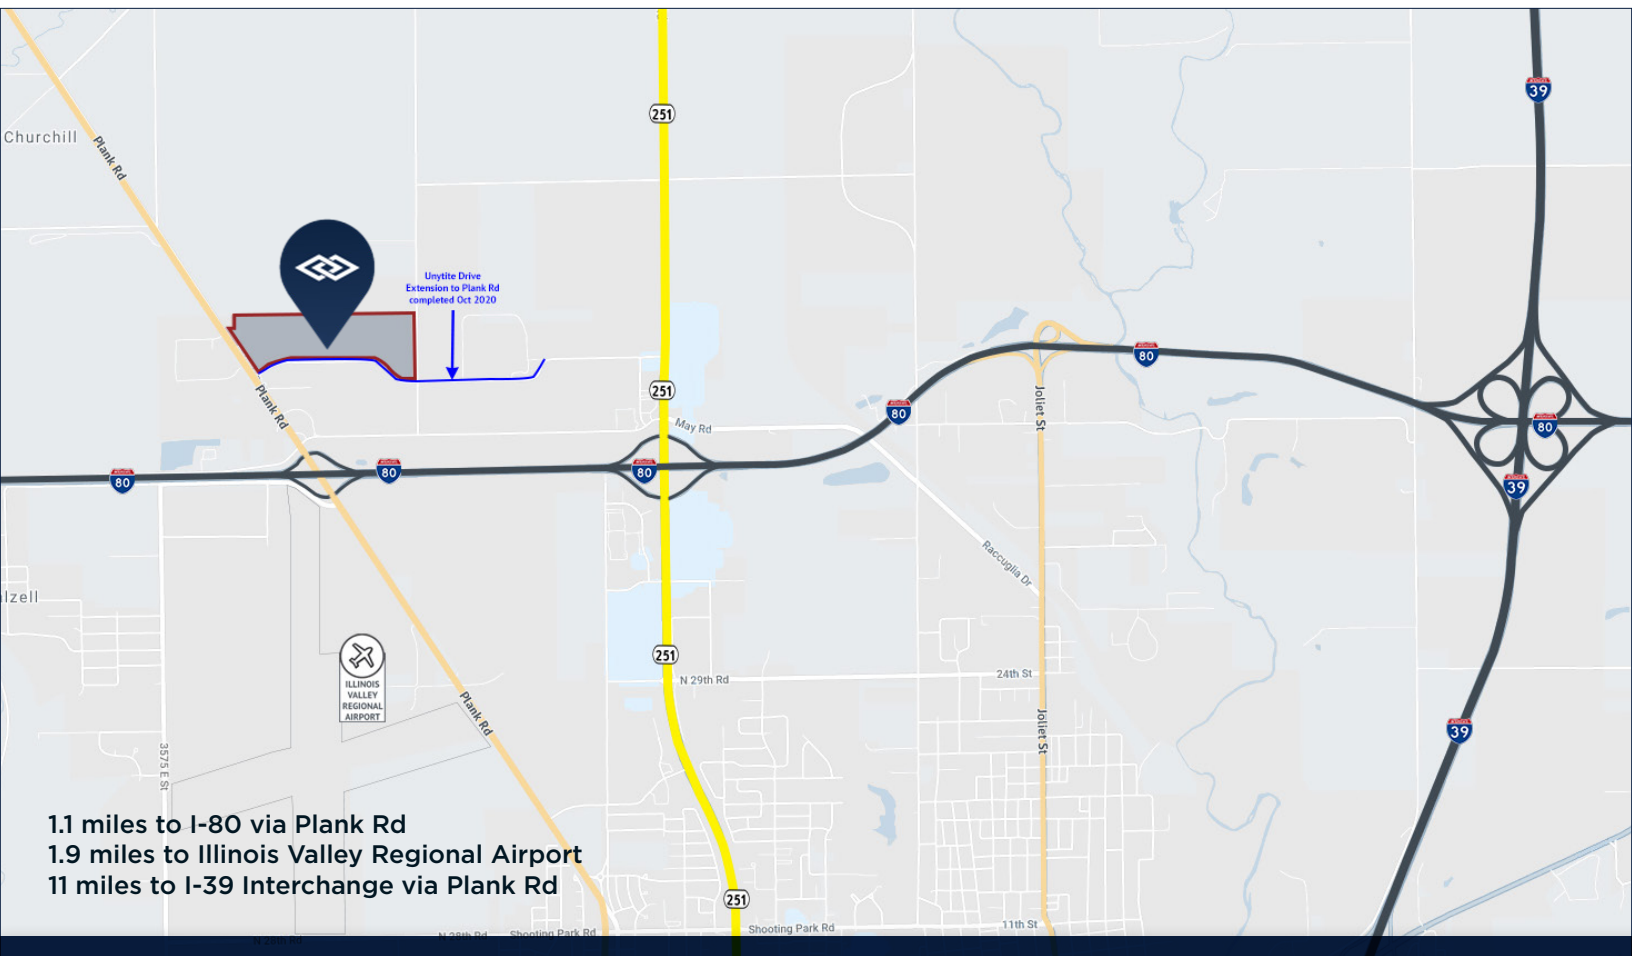 39
251
Churchill
Plank Rd
Unytite Drive
Extension to Plank Rd
completed Oct 2020
80
251
Plank Rd
Joliet St
80
May Rd
80
80
80
80
39
Raccuglia Dr
lzell
251
ILLINOIS
VALLEY
REGIONAL
AIRPORT
N 29th Rd
24th St
Plank Rd
Joliet St
39
3575 E St
1.1 miles to I-80 via Plank Rd
1.9 miles to Illinois Valley Regional Airport
11 miles to I-39 Interchange via Plank Rd
251
N 28th Rd
N 28th Rd
Shooting Park Rd
Shooting Park Rd
11th St